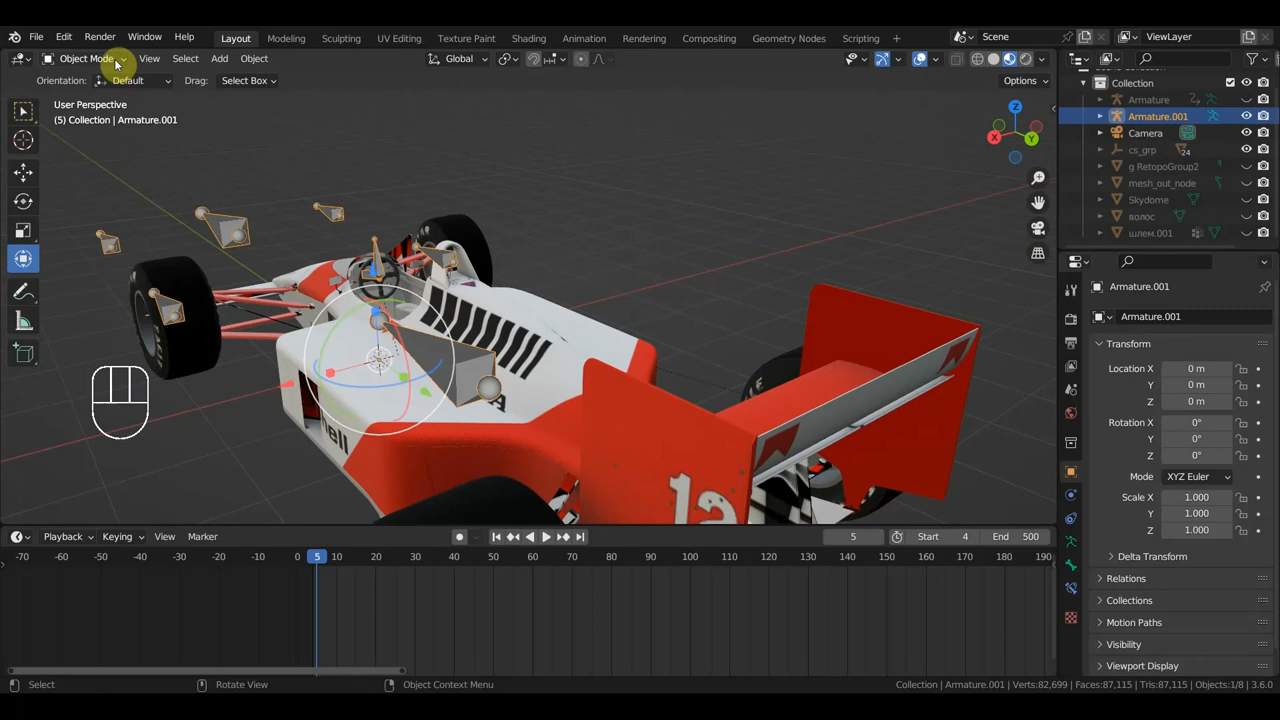 File Edit Render Window Help Layout Modeling Sculpting UV Editing Texture Paint Shading Animation Rendering Compositing Geometry Nodes Scripting + Scene ViewLayer
Object Mode View Select Add Object Global Options
Orientation: Default Drag: Select Box
User Perspective
(5) Collection | Armature.001
Z
X
Y
Shell
12
Collection
Armature
Armature.001
Camera
cs_grp 24
g RetopoGroup2
mesh_out_node
Skydome
волос
шлем.001
Armature.001
Armature.001
Transform
Location X 0 m
Y 0 m
Z 0 m
Rotation X 0°
Y 0°
Z 0°
Mode XYZ Euler
Scale X 1.000
Y 1.000
Z 1.000
Delta Transform
Relations
Collections
Motion Paths
Visibility
Viewport Display
Playback Keying View Marker 5 Start 4 End 500
-70 -60 -50 -40 -30 -20 -10 0 5 10 20 30 40 50 60 70 80 90 100 110 120 130 140 150 160 170 180 190
Select Rotate View Object Context Menu Collection | Armature.001 | Verts:82,699 | Faces:87,115 | Tris:87,115 | Objects:1/8 | 3.6.0